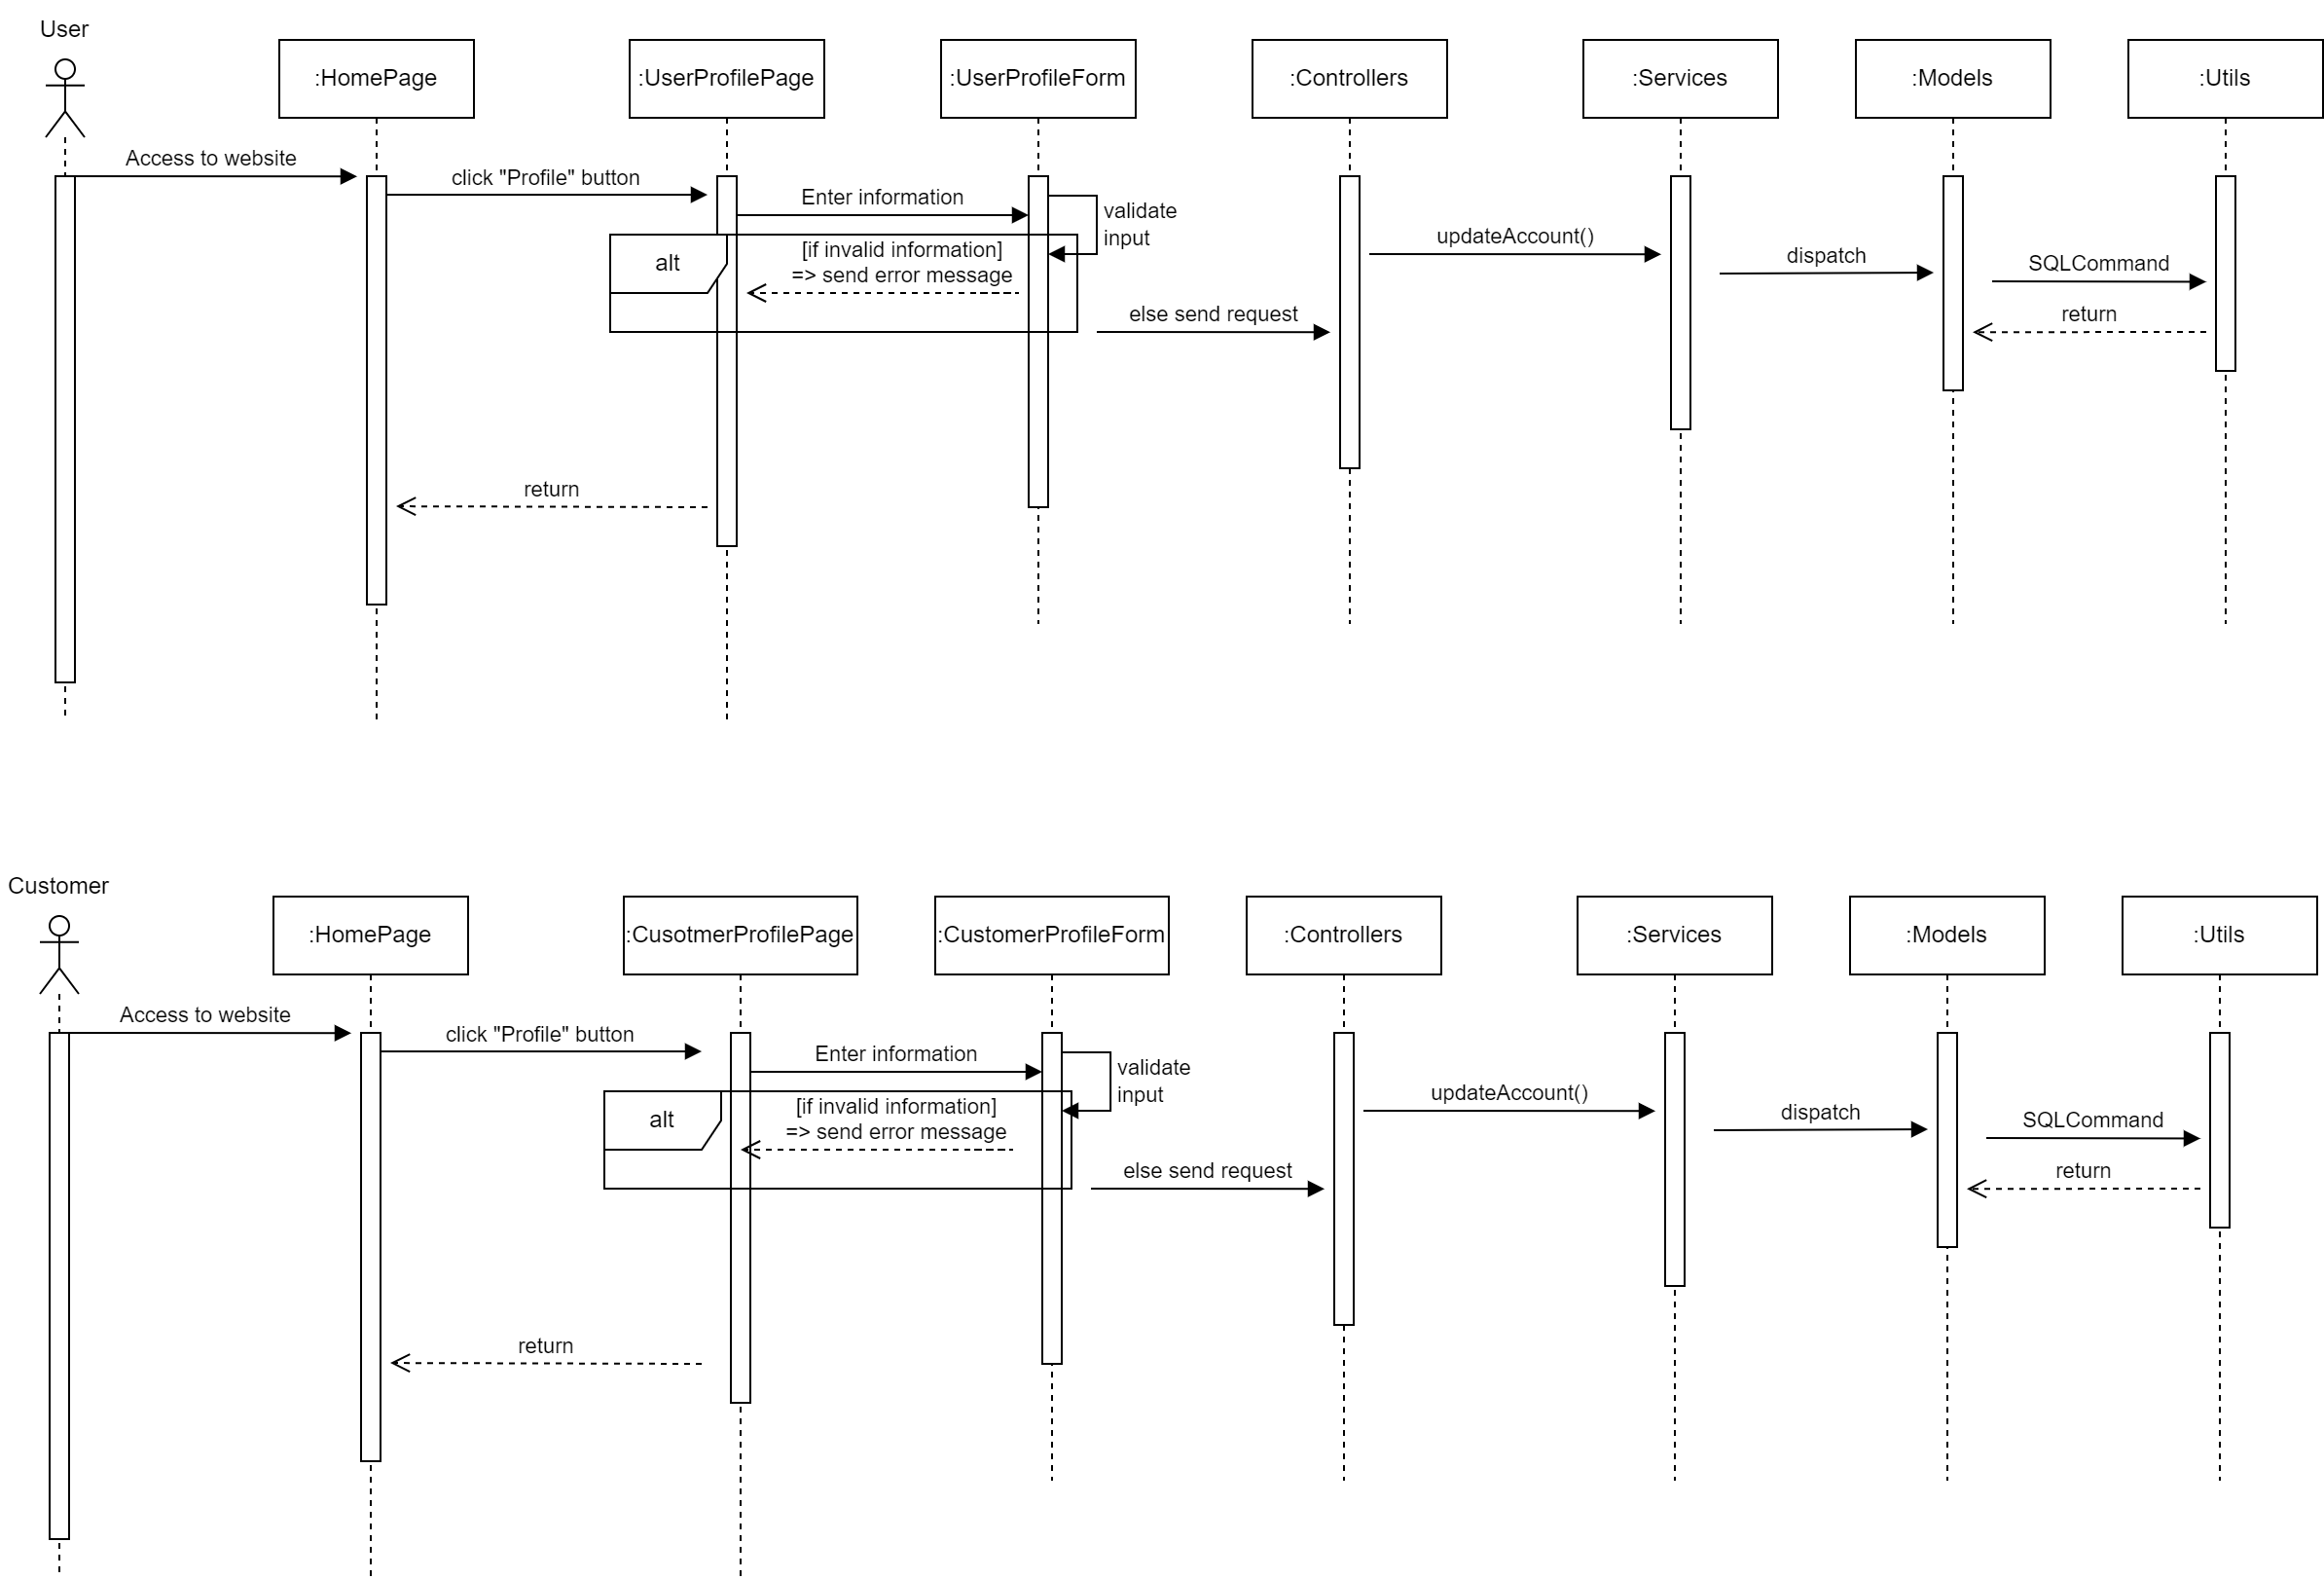 User
:HomePage
:UserProfilePage
:UserProfileForm
:Controllers
:Services
:Models
:Utils
Access to website
click "Profile" button
Enter information
validate
input
alt
[if invalid information]
=> send error message
updateAccount()
dispatch
SQLCommand
else send request
return
return
Customer
:HomePage
:CusotmerProfilePage
:CustomerProfileForm
:Controllers
:Services
:Models
:Utils
Access to website
click "Profile" button
Enter information
validate
input
alt
[if invalid information]
=> send error message
updateAccount()
dispatch
SQLCommand
else send request
return
return